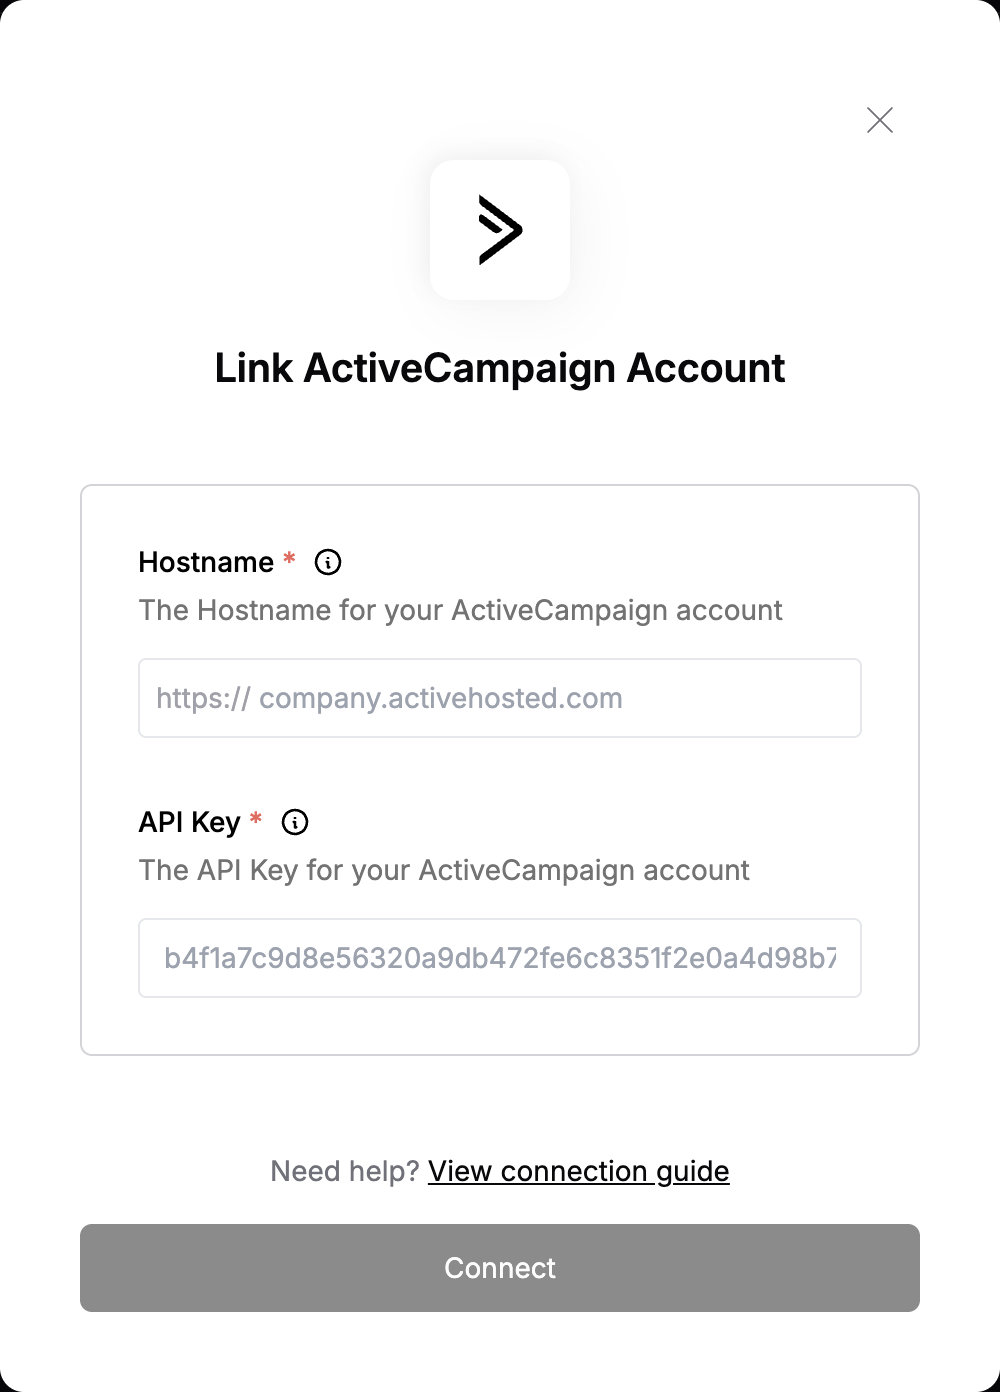 Link ActiveCampaign Account
Hostname *
The Hostname for your ActiveCampaign account
https:// company.activehosted.com
API Key *
The API Key for your ActiveCampaign account
b4f1a7c9d8e56320a9db472fe6c8351f2e0a4d98b7
Need help? View connection guide
Connect